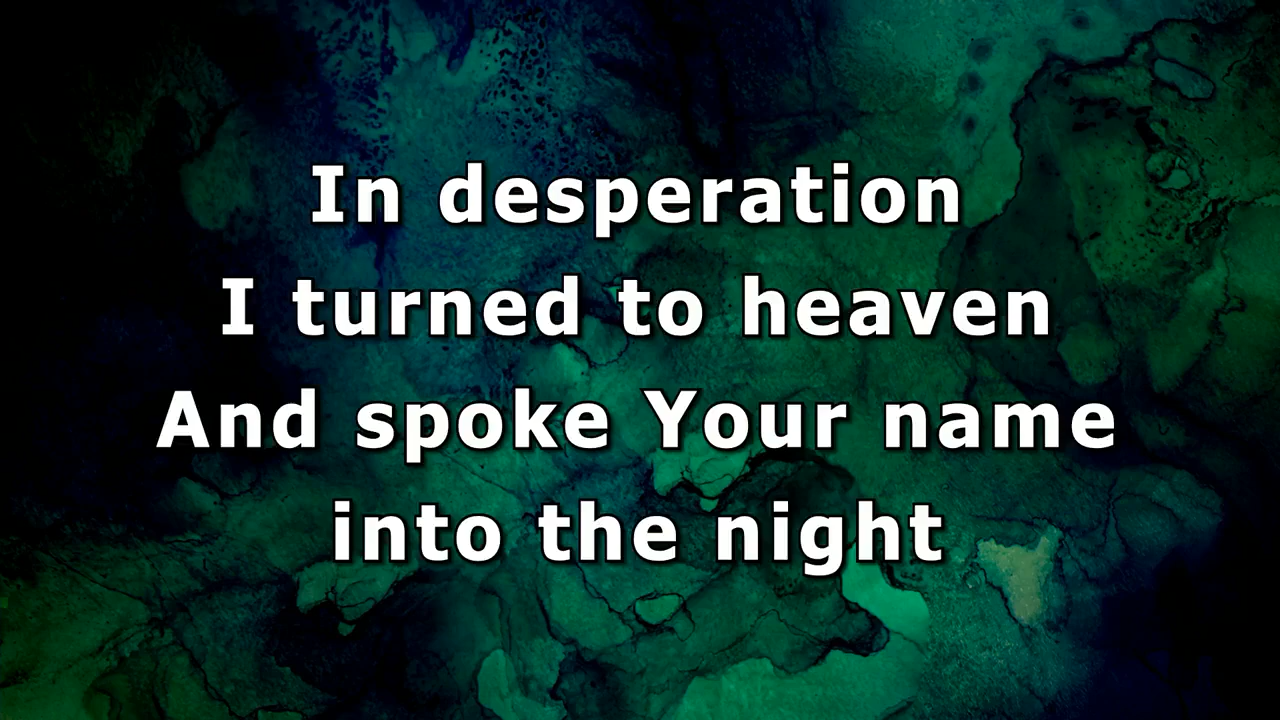 In desperation
I turned to heaven
And spoke Your name
into the night